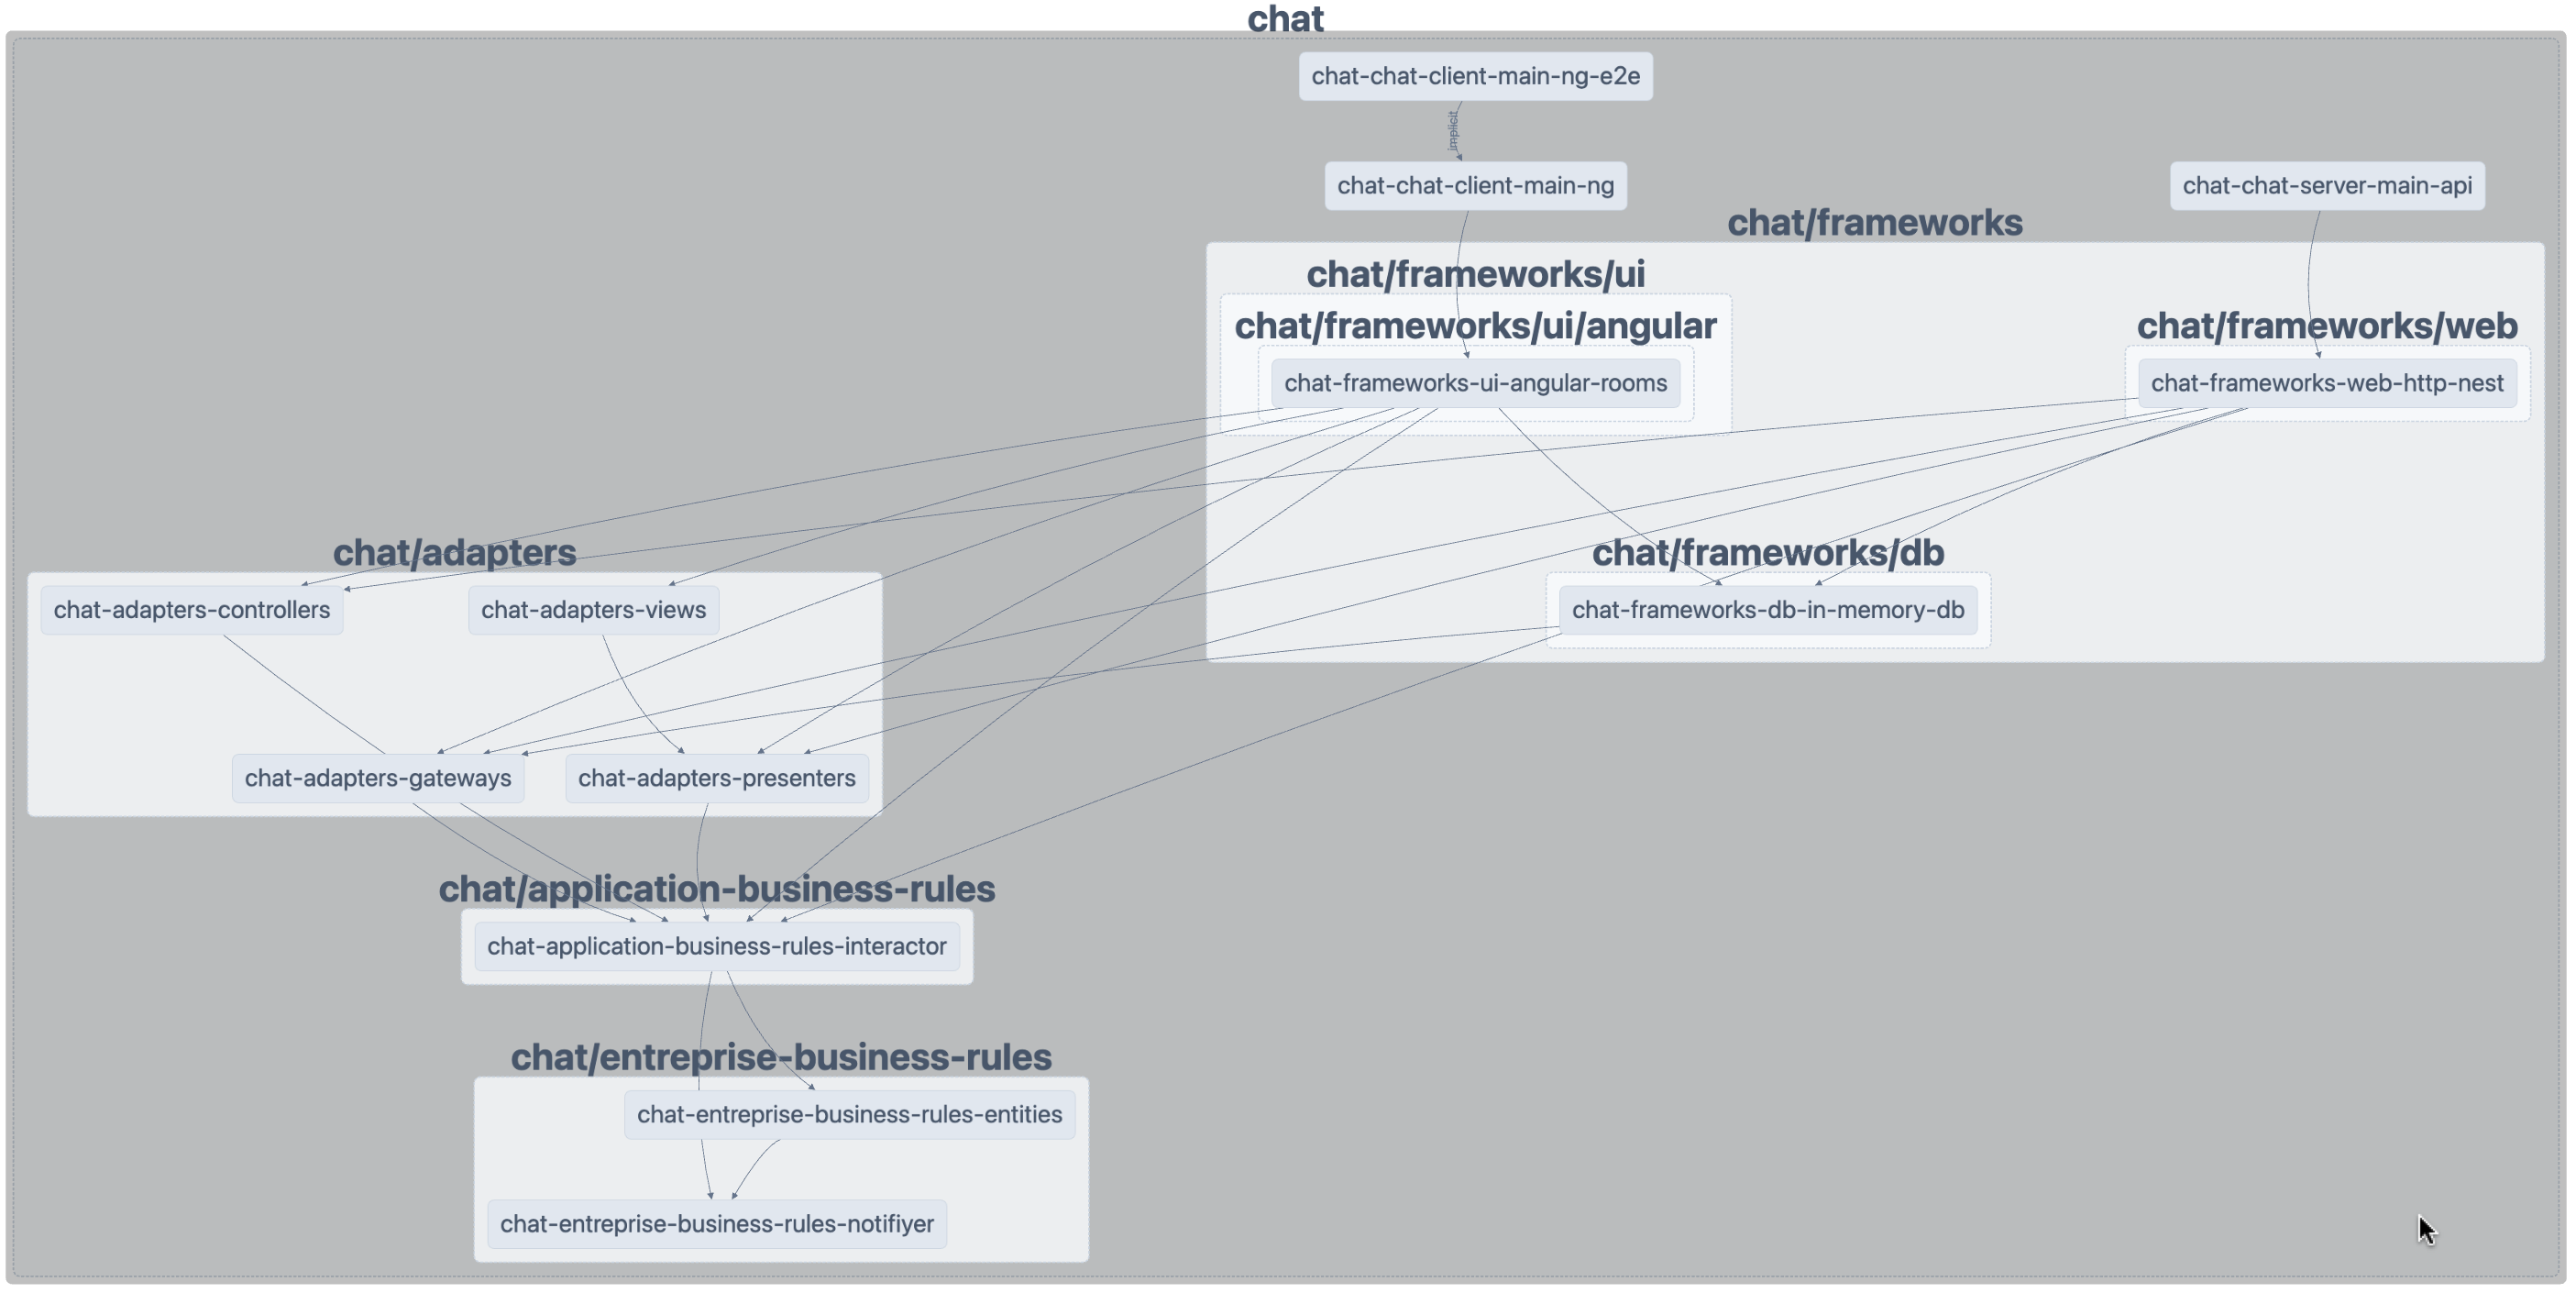 chat
chat-chat-client-main-ng-e2e
implicit
chat-chat-client-main-ng
chat-chat-server-main-api
chat/frameworks
chat/frameworks/ui
chat/frameworks/ui/angular
chat/frameworks/web
chat-frameworks-ui-angular-rooms
chat-frameworks-web-http-nest
chat/adapters
chat/frameworks/db
chat-adapters-controllers
chat-adapters-views
chat-frameworks-db-in-memory-db
chat-adapters-gateways
chat-adapters-presenters
chat/application-business-rules
chat-application-business-rules-interactor
chat/entreprise-business-rules
chat-entreprise-business-rules-entities
chat-entreprise-business-rules-notifiyer